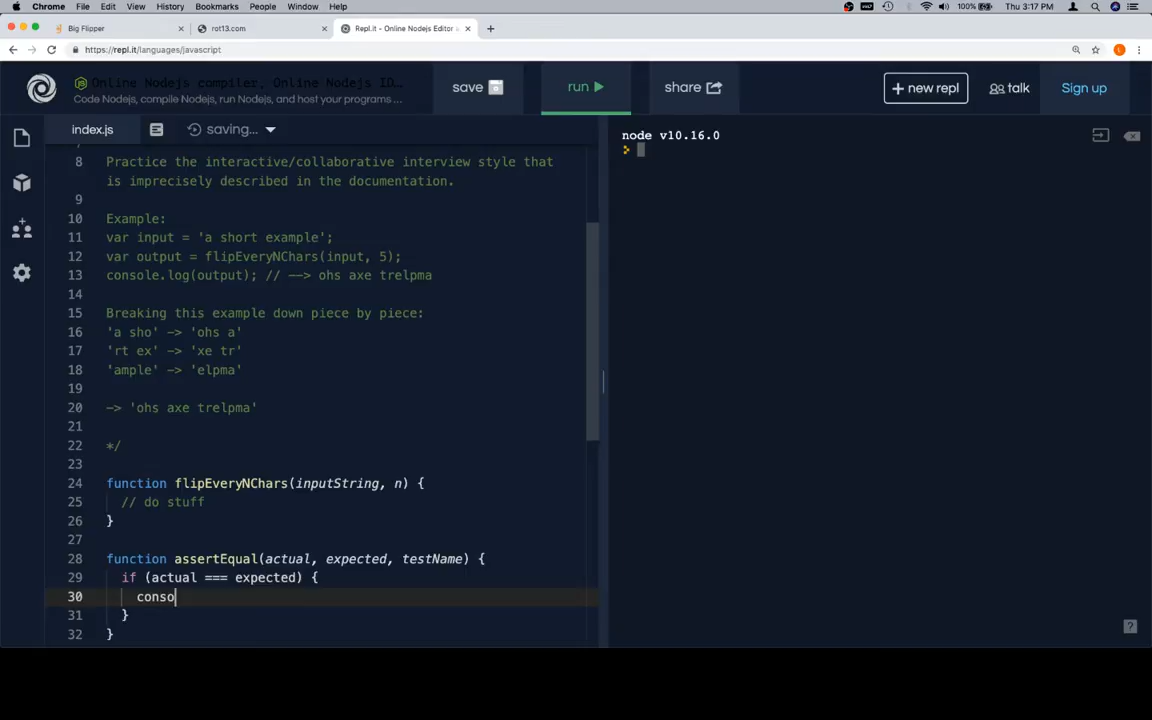 Chrome File Edit View History Bookmarks People Window Help
100% Thu 3:17 PM
Big Flipper
rot13.com
Repl.it - Online Nodejs Editor
https://repl.it/languages/javascript
Online Nodejs compiler, Online Nodejs ID...
Code Nodejs, compile Nodejs, run Nodejs, and host your programs ...
save
run
share
+ new repl
talk
Sign up
index.js
saving...
node v10.16.0
8 Practice the interactive/collaborative interview style that
is imprecisely described in the documentation.
9
10 Example:
11 var input = 'a short example';
12 var output = flipEveryNChars(input, 5);
13 console.log(output); // --> ohs axe trelpma
14
15 Breaking this example down piece by piece:
16 'a sho' -> 'ohs a'
17 'rt ex' -> 'xe tr'
18 'ample' -> 'elpma'
19
20 -> 'ohs axe trelpma'
21
22 */
23
24 function flipEveryNChars(inputString, n) {
25 // do stuff
26 }
27
28 function assertEqual(actual, expected, testName) {
29 if (actual === expected) {
30 conso
31 }
32 }